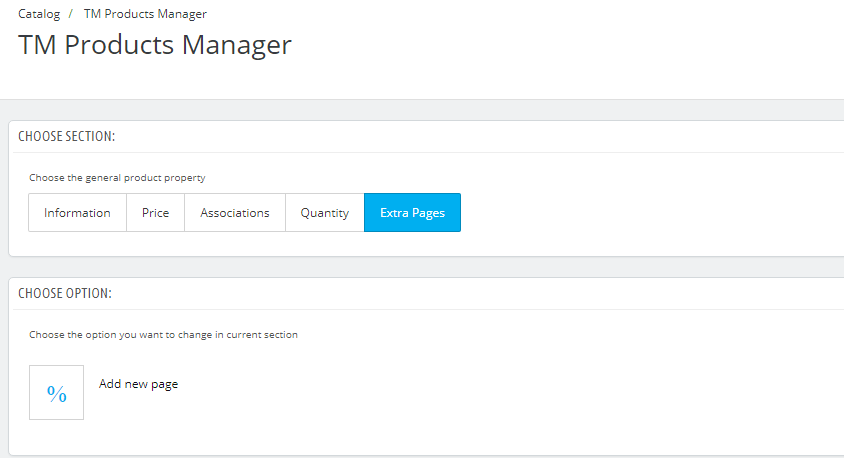 Catalog / TM Products Manager
TM Products Manager
CHOOSE SECTION:
Choose the general product property
Information Price Associations Quantity Extra Pages
CHOOSE OPTION:
Choose the option you want to change in current section
% Add new page